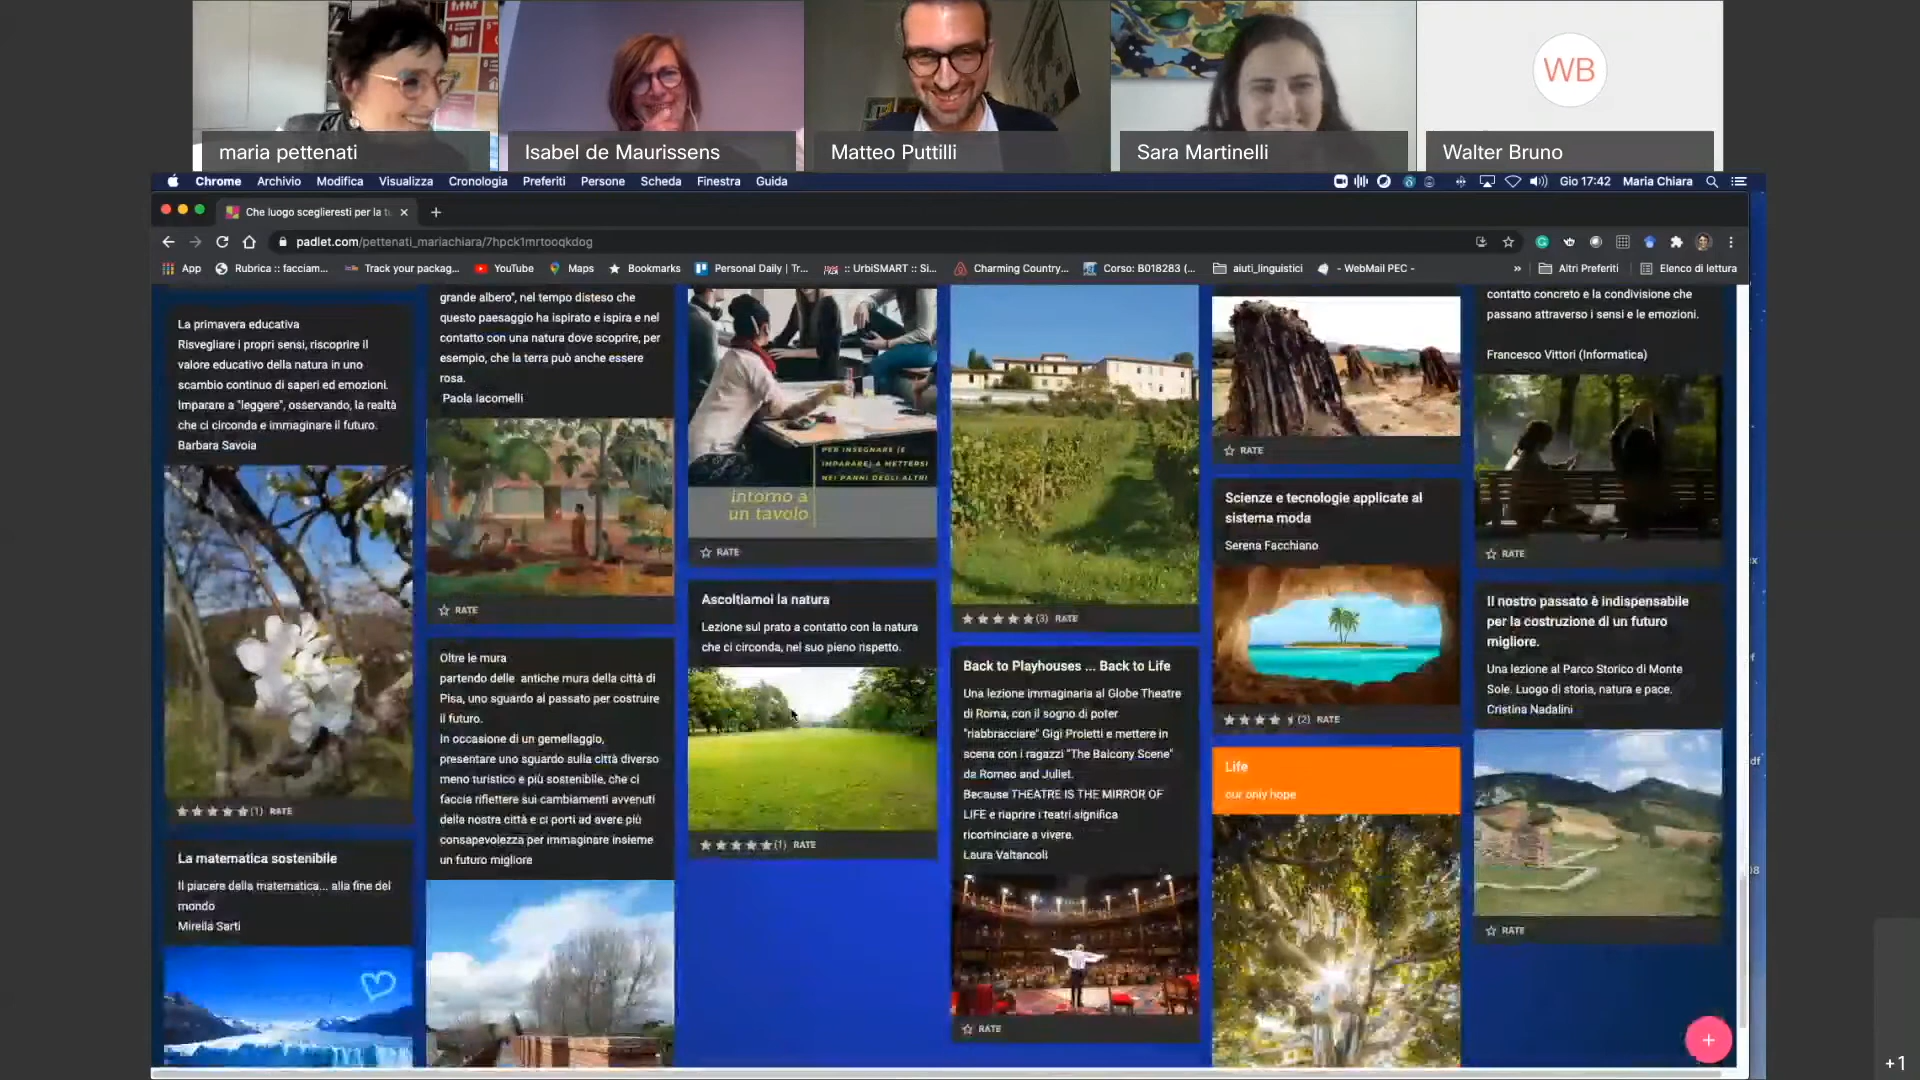 maria pettenati
Isabel de Maurissens
Matteo Puttilli
Sara Martinelli
WB
Walter Bruno
Chrome Archivio Modifica Visualizza Cronologia Preferiti Persone Scheda Finestra Guida
Gio 17:42 Maria Chiara
Che luogo sceglieresti per la tu
padlet.com/pettenati_mariachiara/7hpck1mrtooqkdog
App Rubrica :: facciam... Track your packag... YouTube Maps Bookmarks Personal Daily | Tr... :: UrbiSMART :: Si... Charming Country... Corso: B018283 (... aiuti_linguistici - WebMail PEC - » Altri Preferiti Elenco di lettura
La primavera educativa
Risvegliare i propri sensi, riscoprire il
valore educativo della natura in uno
scambio continuo di saperi ed emozioni.
Imparare a "leggere", osservando, la realtà
che ci circonda e immaginare il futuro.
Barbara Savoia
(1) RATE
La matematica sostenibile
Il piacere della matematica... alla fine del
mondo
Mirella Sarti
grande albero", nel tempo disteso che
questo paesaggio ha ispirato e ispira e nel
contatto con una natura dove scoprire, per
esempio, che la terra può anche essere
rosa.
Paola Iacomelli
RATE
Oltre le mura
partendo delle antiche mura della città di
Pisa, uno sguardo al passato per costruire
il futuro.
In occasione di un gemellaggio,
presentare uno sguardo sulla città diverso
meno turistico e più sostenibile, che ci
faccia riflettere sui cambiamenti avvenuti
della nostra città e ci porti ad avere più
consapevolezza per immaginare insieme
un futuro migliore
PER INSEGNARE (E
IMPARARE) A METTERSI
NEI PANNI DEGLI ALTRI
intorno a
un tavolo
RATE
Ascoltiamoi la natura
Lezione sul prato a contatto con la natura
che ci circonda, nel suo pieno rispetto.
(1) RATE
(3) RATE
Back to Playhouses ... Back to Life
Una lezione immaginaria al Globe Theatre
di Roma, con il sogno di poter
"riabbracciare" Gigi Proietti e mettere in
scena con i ragazzi "The Balcony Scene"
da Romeo and Juliet.
Because THEATRE IS THE MIRROR OF
LIFE e riaprire i teatri significa
ricominciare a vivere.
Laura Valtancoli
RATE
RATE
Scienze e tecnologie applicate al
sistema moda
Serena Facchiano
(2) RATE
Life
our only hope
contatto concreto e la condivisione che
passano attraverso i sensi e le emozioni.
Francesco Vittori (Informatica)
RATE
Il nostro passato è indispensabile
per la costruzione di un futuro
migliore.
Una lezione al Parco Storico di Monte
Sole. Luogo di storia, natura e pace.
Cristina Nadalini
RATE
+1